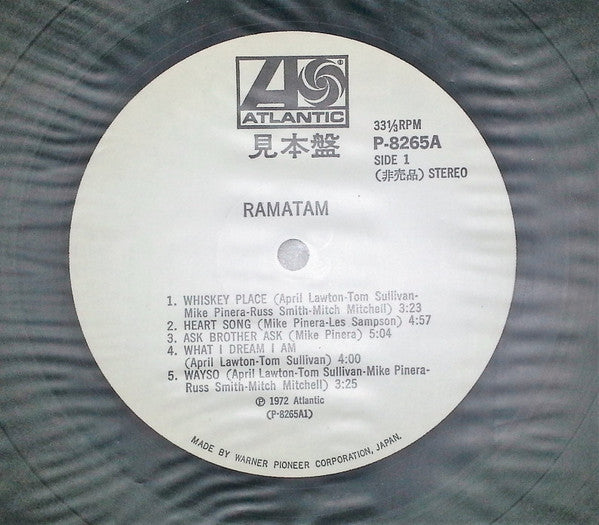 ATLANTIC
見本盤
33⅓RPM
P-8265A
SIDE 1
(非売品) STEREO
RAMATAM
1. WHISKEY PLACE (April Lawton-Tom Sullivan-
Mike Pinera-Russ Smith-Mitch Mitchell) 3:23
2. HEART SONG (Mike Pinera-Les Sampson) 4:57
3. ASK BROTHER ASK (Mike Pinera) 5:04
4. WHAT I DREAM I AM
(April Lawton-Tom Sullivan) 4:00
5. WAYSO (April Lawton-Tom Sullivan-Mike Pinera-
Russ Smith-Mitch Mitchell) 3:25
Ⓟ 1972 Atlantic
(P-8265A1)
MADE BY WARNER PIONEER CORPORATION, JAPAN.